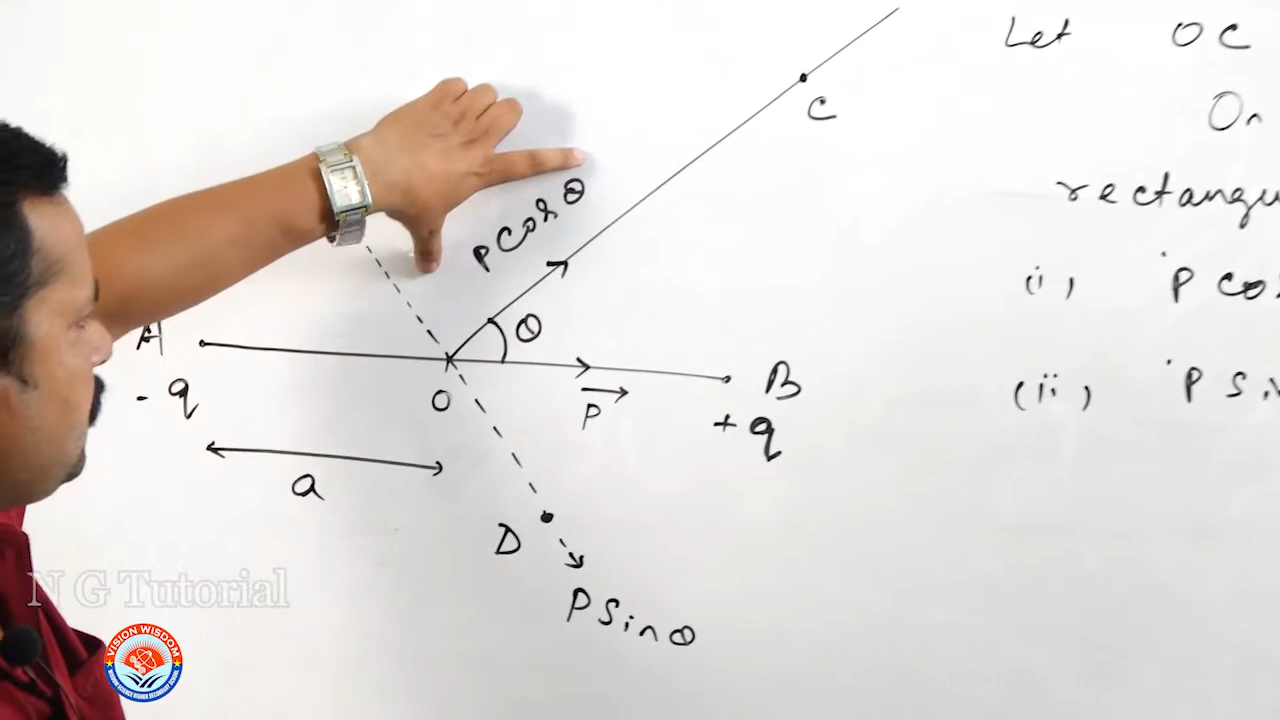 Let OC
C
On
P Cos θ
rectangu
(i) P Cos
θ
A
O
B
P
- q
+ q
(ii) P Sin
a
D
P Sin θ
N G Tutorial
VISION WISDOM